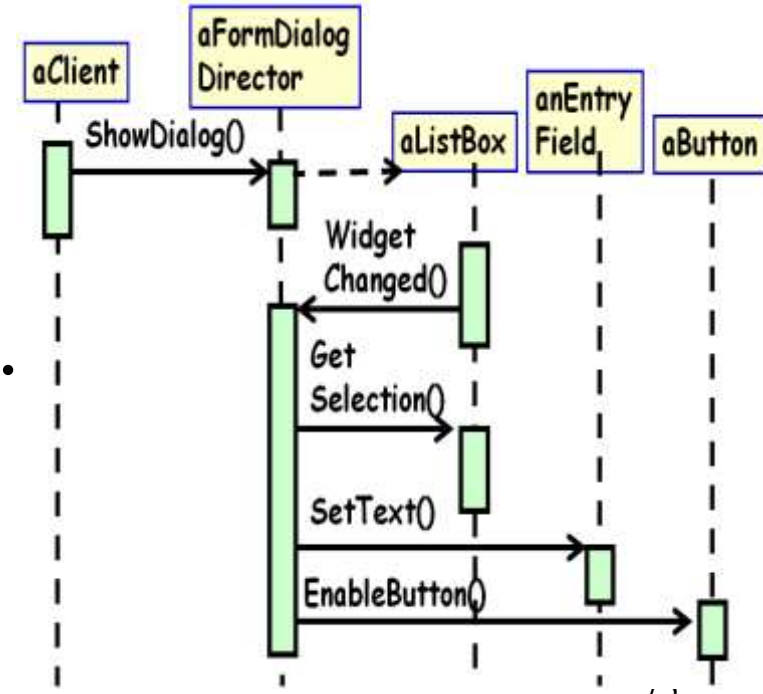 aClient
aFormDialog
Director
aListBox
anEntry
Field
aButton
ShowDialog()
Widget
Changed()
Get
Selection()
SetText()
EnableButton()